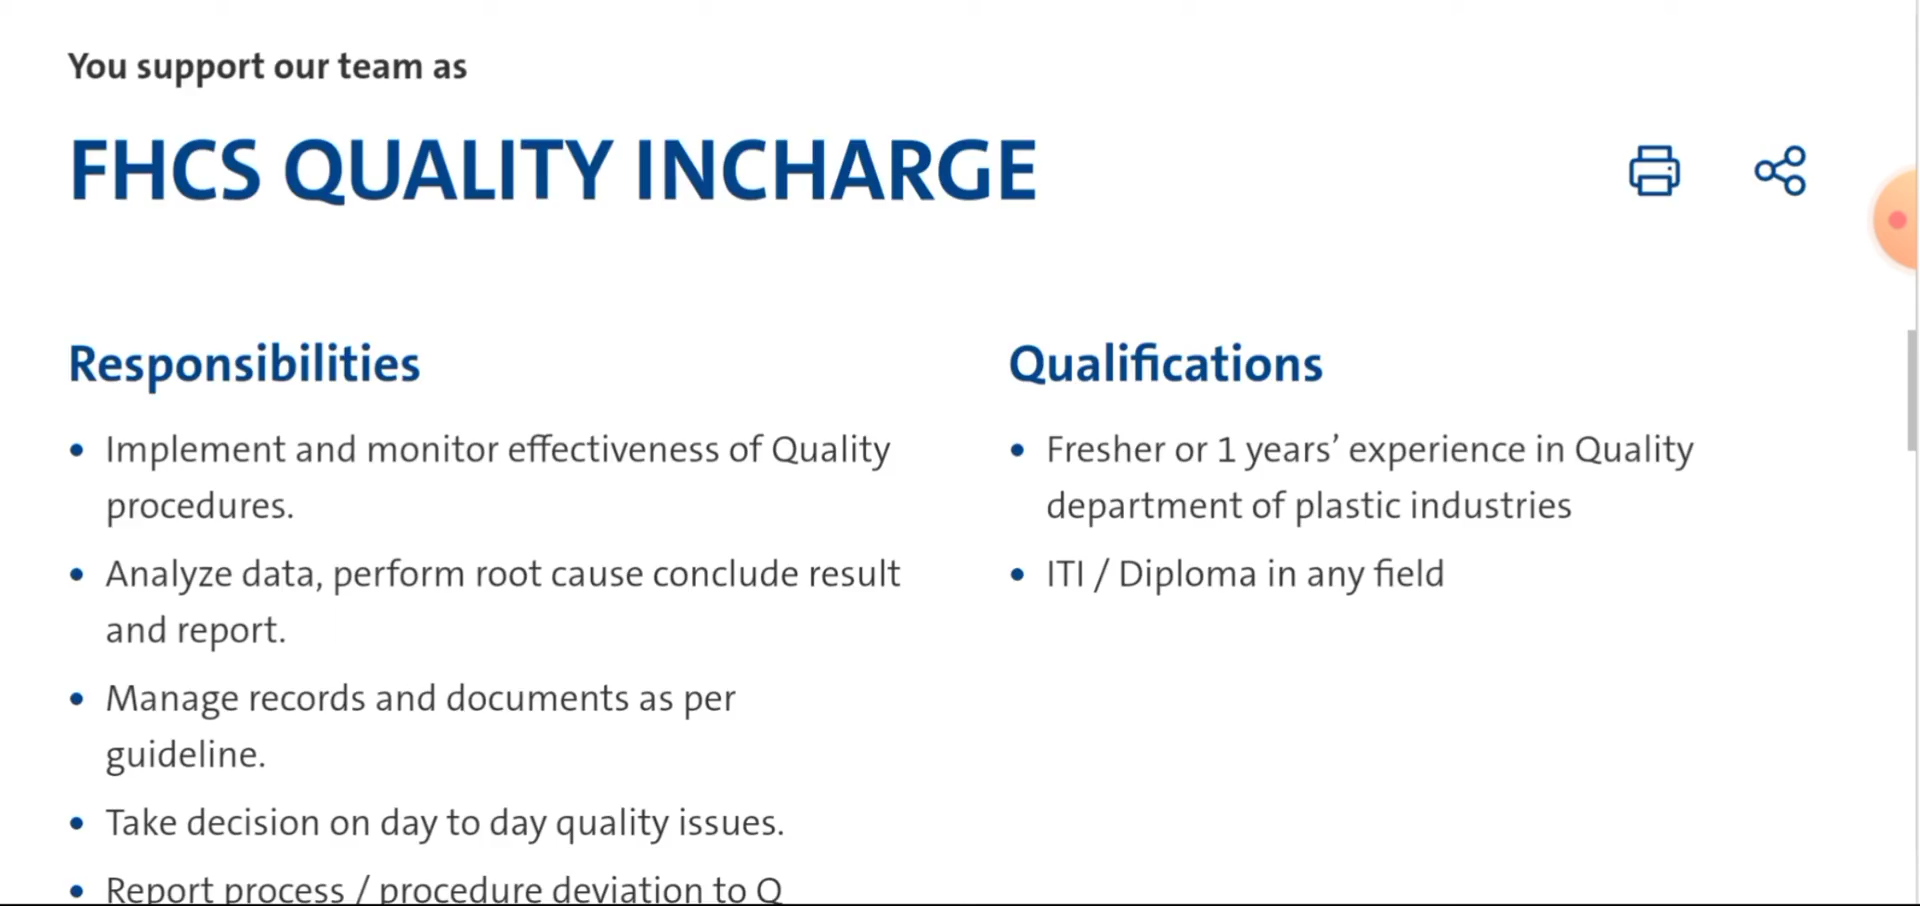 You support our team as
FHCS QUALITY INCHARGE
Responsibilities
• Implement and monitor effectiveness of Quality
procedures.
• Analyze data, perform root cause conclude result
and report.
• Manage records and documents as per
guideline.
• Take decision on day to day quality issues.
• Report process / procedure deviation to Q
Qualifications
• Fresher or 1 years’ experience in Quality
department of plastic industries
• ITI / Diploma in any field